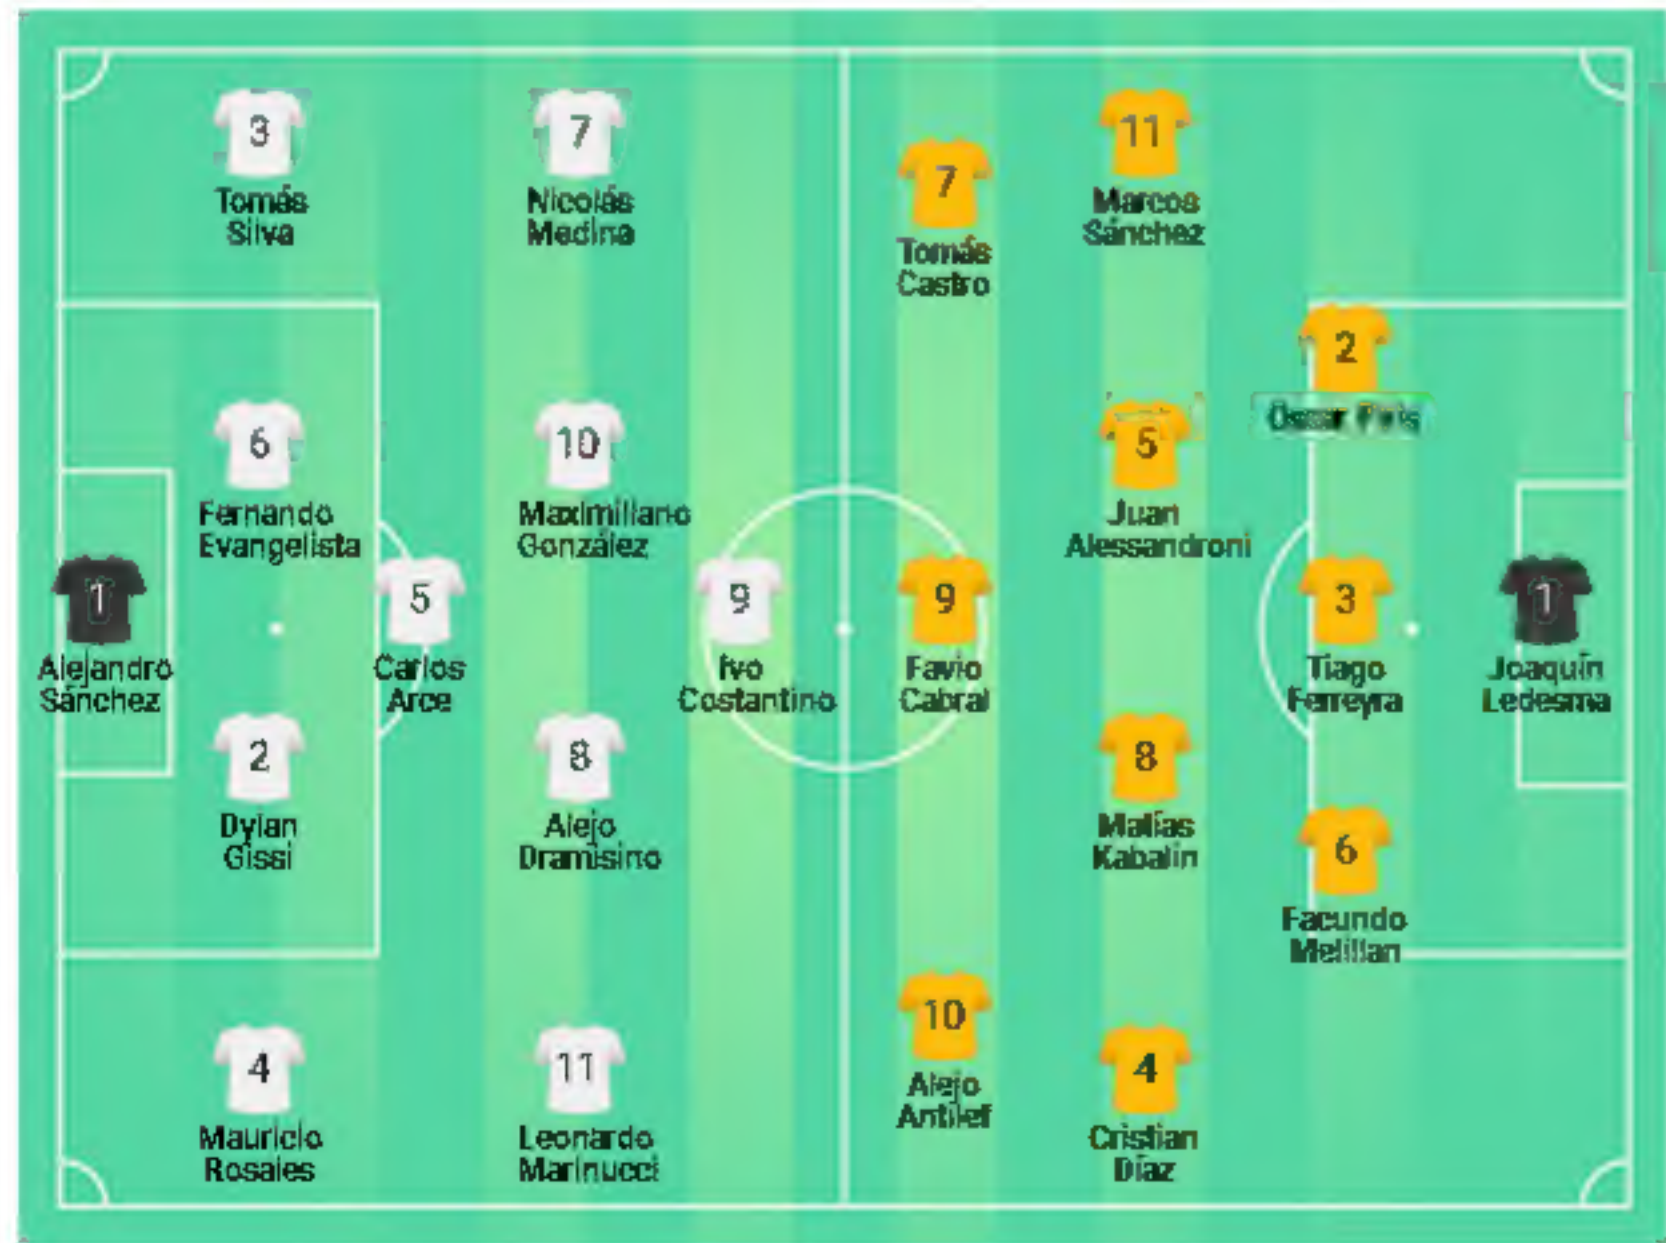 3
Tomás
Silva
7
Nicolás
Medina
7
Tomás
Castro
11
Marcos
Sánchez
6
Fernando
Evangelista
10
Maximiliano
González
5
Juan
Alessandroni
2
Oscar Piris
1
Alejandro
Sánchez
5
Carlos
Arce
9
Ivo
Costantino
9
Favio
Cabral
3
Tiago
Ferreyra
1
Joaquín
Ledesma
2
Dylan
Gissi
8
Alejo
Dramisino
8
Matías
Kabalin
6
Facundo
Melillan
4
Mauricio
Rosales
11
Leonardo
Marinucci
10
Alejo
Antilef
4
Cristian
Díaz